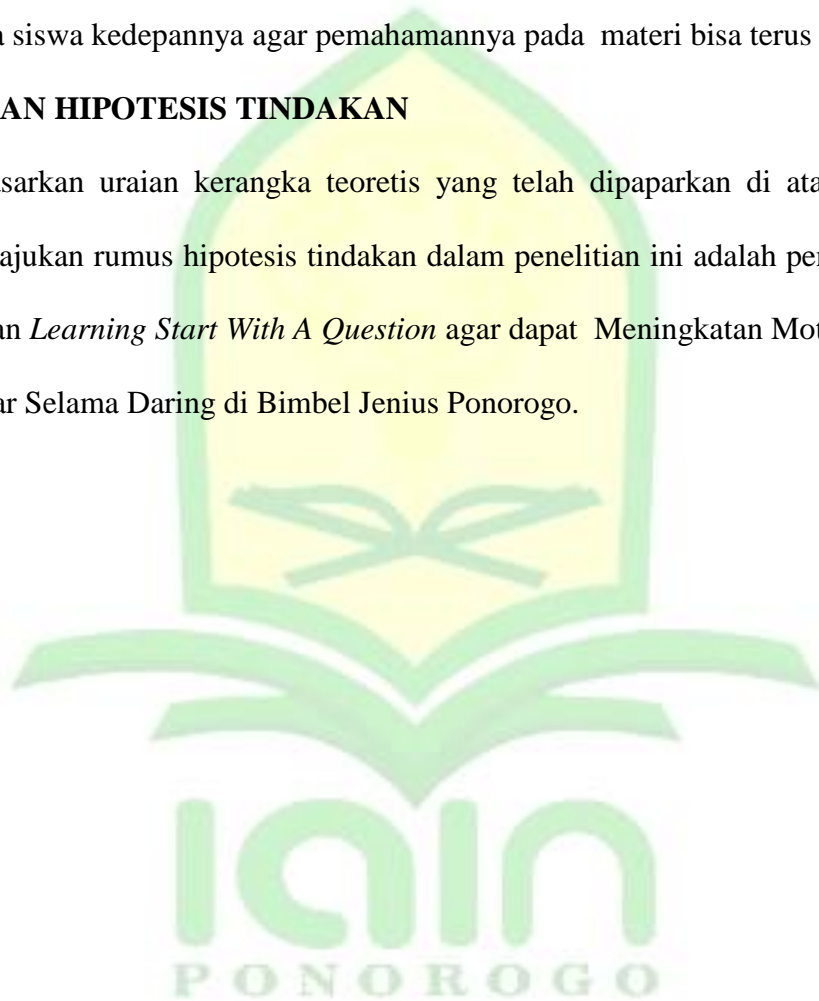 a siswa kedepannya agar pemahamannya pada materi bisa terus
AN HIPOTESIS TINDAKAN
sarkan uraian kerangka teoretis yang telah dipaparkan di ata
ajukan rumus hipotesis tindakan dalam penelitian ini adalah per
an Learning Start With A Question agar dapat Meningkatan Mot
ar Selama Daring di Bimbel Jenius Ponorogo.
IAIN
PONOROGO